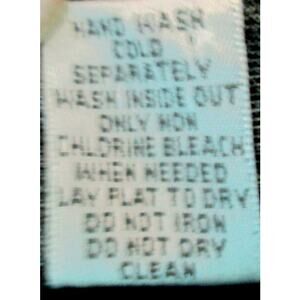 HAND WASH
COLD
SEPARATELY
WASH INSIDE OUT
ONLY NON
CHLORINE BLEACH
WHEN NEEDED
LAY FLAT TO DRY
DO NOT IRON
DO NOT DRY
CLEAN